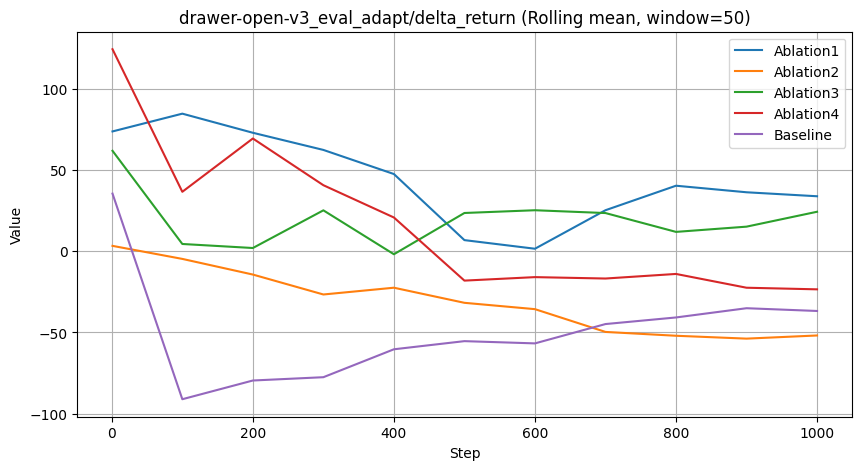 drawer-open-v3_eval_adapt/delta_return (Rolling mean, window=50)
Ablation1
Ablation2
Ablation3
Ablation4
Baseline
Value
100
50
0
−50
−100
0
200
400
600
800
1000
Step